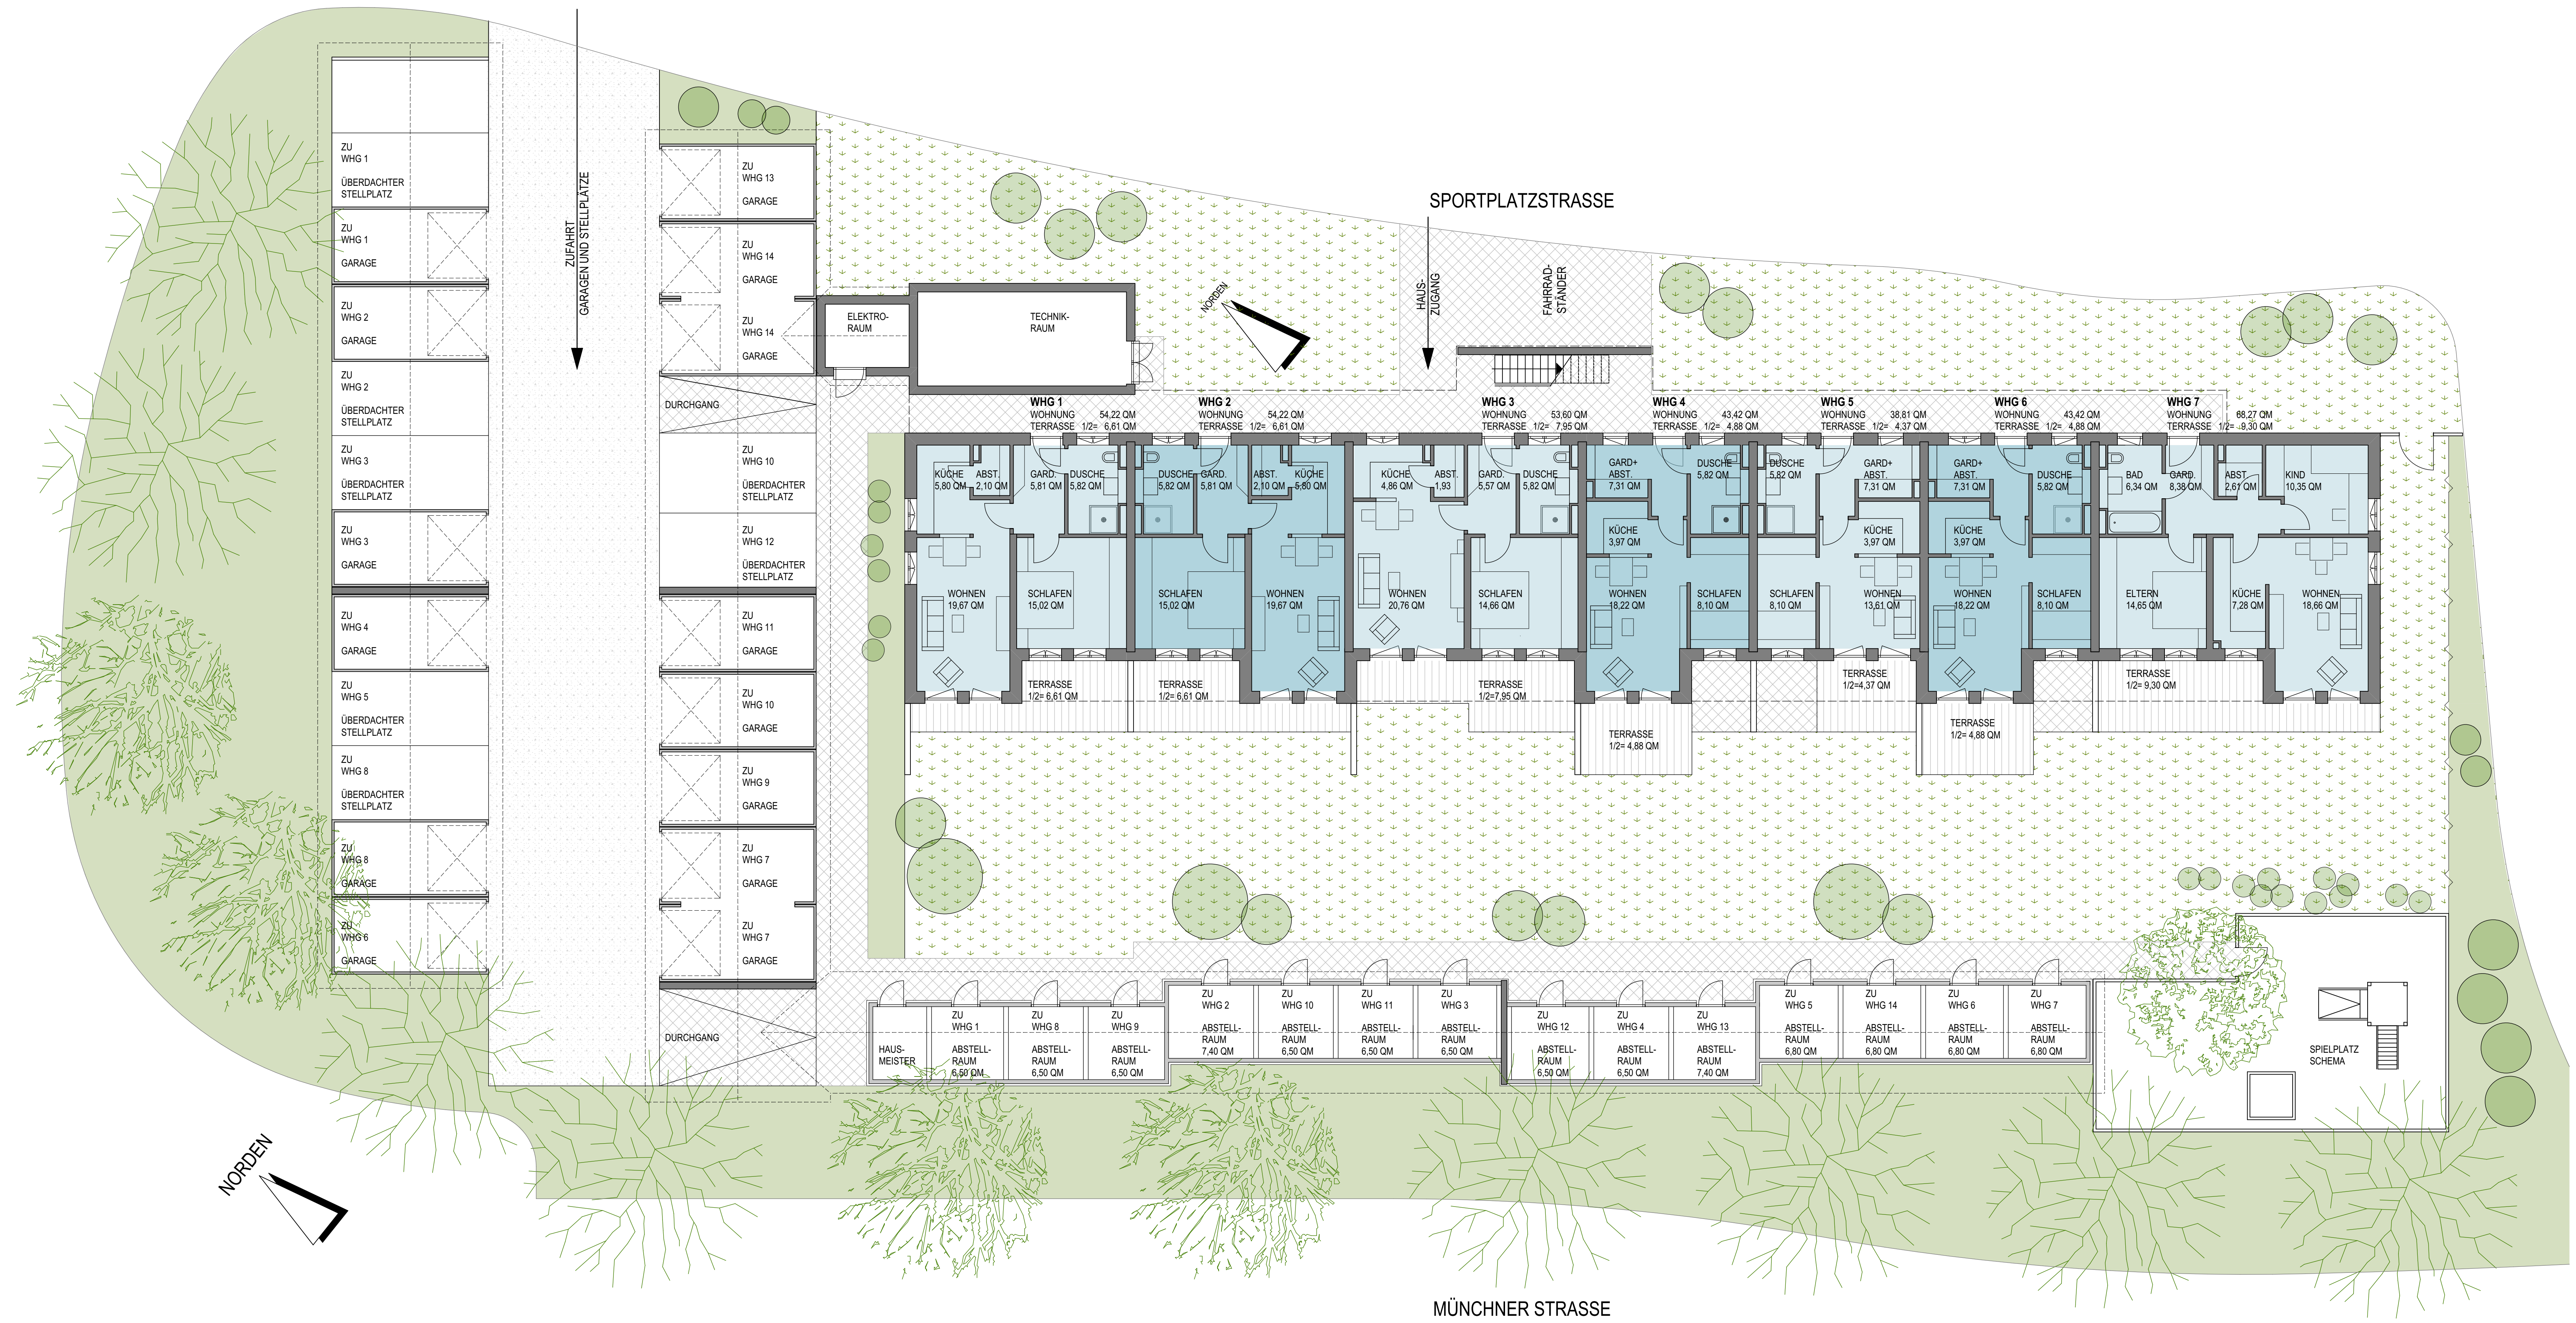 SPORTPLATZSTRASSE
ZUFAHRT
GARAGEN UND STELLPLÄTZE
HAUS-
ZUGANG
FAHRRAD-
STÄNDER
NORDEN
ZU
WHG 1
ÜBERDACHTER
STELLPLATZ
ZU
WHG 1
GARAGE
ZU
WHG 2
GARAGE
ZU
WHG 2
ÜBERDACHTER
STELLPLATZ
ZU
WHG 3
ÜBERDACHTER
STELLPLATZ
ZU
WHG 3
GARAGE
ZU
WHG 4
GARAGE
ZU
WHG 5
ÜBERDACHTER
STELLPLATZ
ZU
WHG 8
ÜBERDACHTER
STELLPLATZ
ZU
WHG 8
GARAGE
ZU
WHG 6
GARAGE
ZU
WHG 13
GARAGE
ZU
WHG 14
GARAGE
ZU
WHG 14
GARAGE
DURCHGANG
ZU
WHG 10
ÜBERDACHTER
STELLPLATZ
ZU
WHG 12
ÜBERDACHTER
STELLPLATZ
ZU
WHG 11
GARAGE
ZU
WHG 10
GARAGE
ZU
WHG 9
GARAGE
ZU
WHG 7
GARAGE
ZU
WHG 7
GARAGE
DURCHGANG
ELEKTRO-
RAUM
TECHNIK-
RAUM
WHG 1
WOHNUNG 54,22 QM
TERRASSE 1/2= 6,61 QM
KÜCHE
5,80 QM
ABST.
2,10 QM
GARD.
5,81 QM
DUSCHE
5,82 QM
WOHNEN
19,67 QM
SCHLAFEN
15,02 QM
TERRASSE
1/2= 6,61 QM
WHG 2
WOHNUNG 54,22 QM
TERRASSE 1/2= 6,61 QM
DUSCHE
5,82 QM
GARD.
5,81 QM
ABST.
2,10 QM
KÜCHE
5,80 QM
SCHLAFEN
15,02 QM
WOHNEN
19,67 QM
TERRASSE
1/2= 6,61 QM
WHG 3
WOHNUNG 53,60 QM
TERRASSE 1/2= 7,95 QM
KÜCHE
4,86 QM
ABST.
1,93
GARD.
5,57 QM
DUSCHE
5,82 QM
WOHNEN
20,76 QM
SCHLAFEN
14,66 QM
TERRASSE
1/2=7,95 QM
WHG 4
WOHNUNG 43,42 QM
TERRASSE 1/2= 4,88 QM
GARD+
ABST.
7,31 QM
DUSCHE
5,82 QM
KÜCHE
3,97 QM
WOHNEN
18,22 QM
SCHLAFEN
8,10 QM
TERRASSE
1/2= 4,88 QM
WHG 5
WOHNUNG 38,81 QM
TERRASSE 1/2= 4,37 QM
DUSCHE
5,82 QM
GARD+
ABST.
7,31 QM
KÜCHE
3,97 QM
SCHLAFEN
8,10 QM
WOHNEN
13,61 QM
TERRASSE
1/2=4,37 QM
WHG 6
WOHNUNG 43,42 QM
TERRASSE 1/2= 4,88 QM
GARD+
ABST.
7,31 QM
DUSCHE
5,82 QM
KÜCHE
3,97 QM
WOHNEN
18,22 QM
SCHLAFEN
8,10 QM
TERRASSE
1/2= 4,88 QM
WHG 7
WOHNUNG 68,27 QM
TERRASSE 1/2= 9,30 QM
BAD
6,34 QM
GARD.
8,38 QM
ABST.
2,61 QM
KIND
10,35 QM
ELTERN
14,65 QM
KÜCHE
7,28 QM
WOHNEN
18,66 QM
TERRASSE
1/2= 9,30 QM
HAUS-
MEISTER
ZU
WHG 1
ABSTELL-
RAUM
6,50 QM
ZU
WHG 8
ABSTELL-
RAUM
6,50 QM
ZU
WHG 9
ABSTELL-
RAUM
6,50 QM
ZU
WHG 2
ABSTELL-
RAUM
7,40 QM
ZU
WHG 10
ABSTELL-
RAUM
6,50 QM
ZU
WHG 11
ABSTELL-
RAUM
6,50 QM
ZU
WHG 3
ABSTELL-
RAUM
6,50 QM
ZU
WHG 12
ABSTELL-
RAUM
6,50 QM
ZU
WHG 4
ABSTELL-
RAUM
6,50 QM
ZU
WHG 13
ABSTELL-
RAUM
7,40 QM
ZU
WHG 5
ABSTELL-
RAUM
6,80 QM
ZU
WHG 14
ABSTELL-
RAUM
6,80 QM
ZU
WHG 6
ABSTELL-
RAUM
6,80 QM
ZU
WHG 7
ABSTELL-
RAUM
6,80 QM
SPIELPLATZ
SCHEMA
NORDEN
MÜNCHNER STRASSE